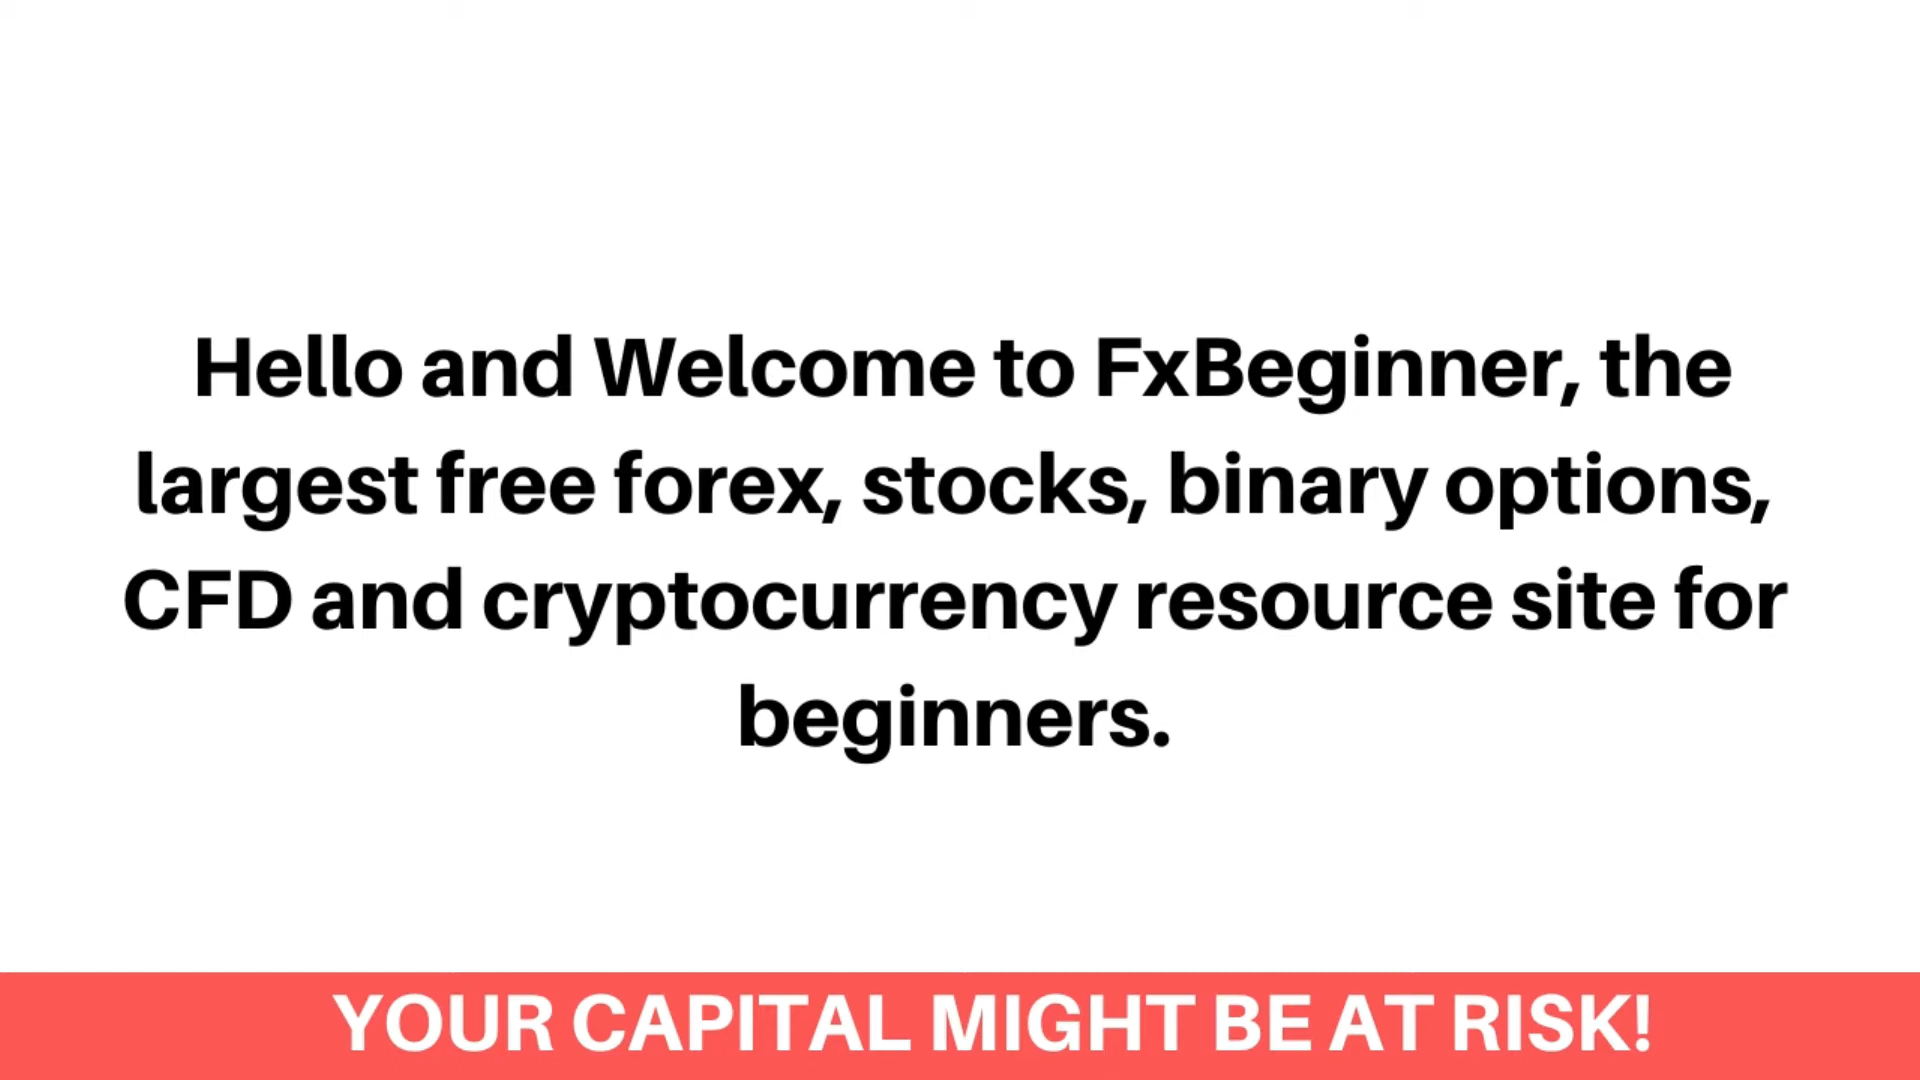 Hello and Welcome to FxBeginner, the
largest free forex, stocks, binary options,
CFD and cryptocurrency resource site for
beginners.
YOUR CAPITAL MIGHT BE AT RISK!